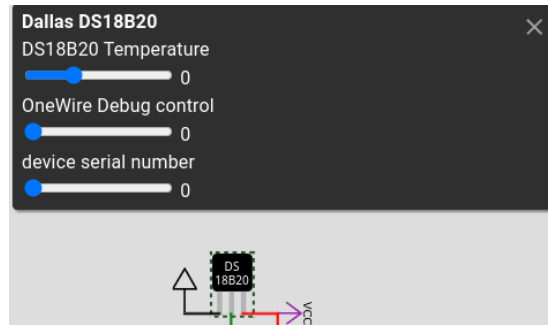 Dallas DS18B20
DS18B20 Temperature
0
OneWire Debug control
0
device serial number
0
DS
18B20
VCC